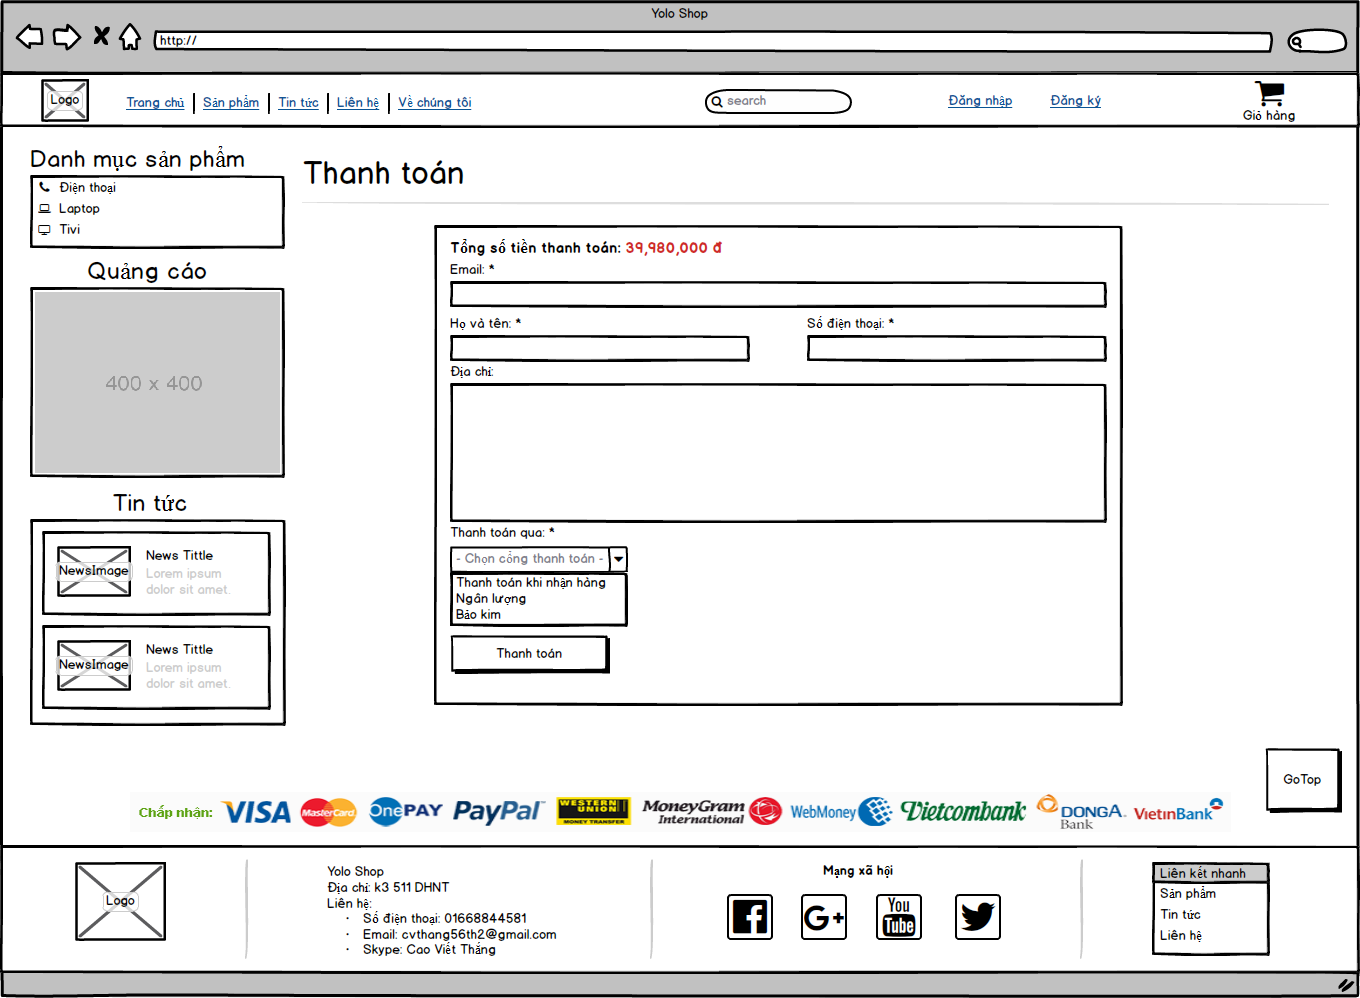 Yolo Shop
http://
Logo
Trang chủ
Sản phẩm
Tin tức
Liên hệ
Về chúng tôi
search
Đăng nhập
Đăng ký
Giỏ hàng
Danh mục sản phẩm
Điện thoại
Laptop
Tivi
Quảng cáo
400 x 400
Tin tức
NewsImage
News Tittle
Lorem ipsum
dolor sit amet.
NewsImage
News Tittle
Lorem ipsum
dolor sit amet.
Thanh toán
Tổng số tiền thanh toán: 39,980,000 đ
Email: *
Họ và tên: *
Số điện thoại: *
Địa chỉ:
Thanh toán qua: *
- Chọn cổng thanh toán -
Thanh toán khi nhận hàng
Ngân lượng
Bảo kim
Thanh toán
GoTop
Chấp nhận:
VISA
MasterCard
OnePAY
PayPal
WESTERN UNION
MONEY TRANSFER
MoneyGram
International
WebMoney
Vietcombank
DONGA
Bank
VietinBank
Logo
Yolo Shop
Địa chỉ: k3 511 DHNT
Liên hệ:
· Số điện thoại: 01668844581
· Email: cvthang56th2@gmail.com
· Skype: Cao Viết Thắng
Mạng xã hội
G+
You
Tube
Liên kết nhanh
Sản phẩm
Tin tức
Liên hệ